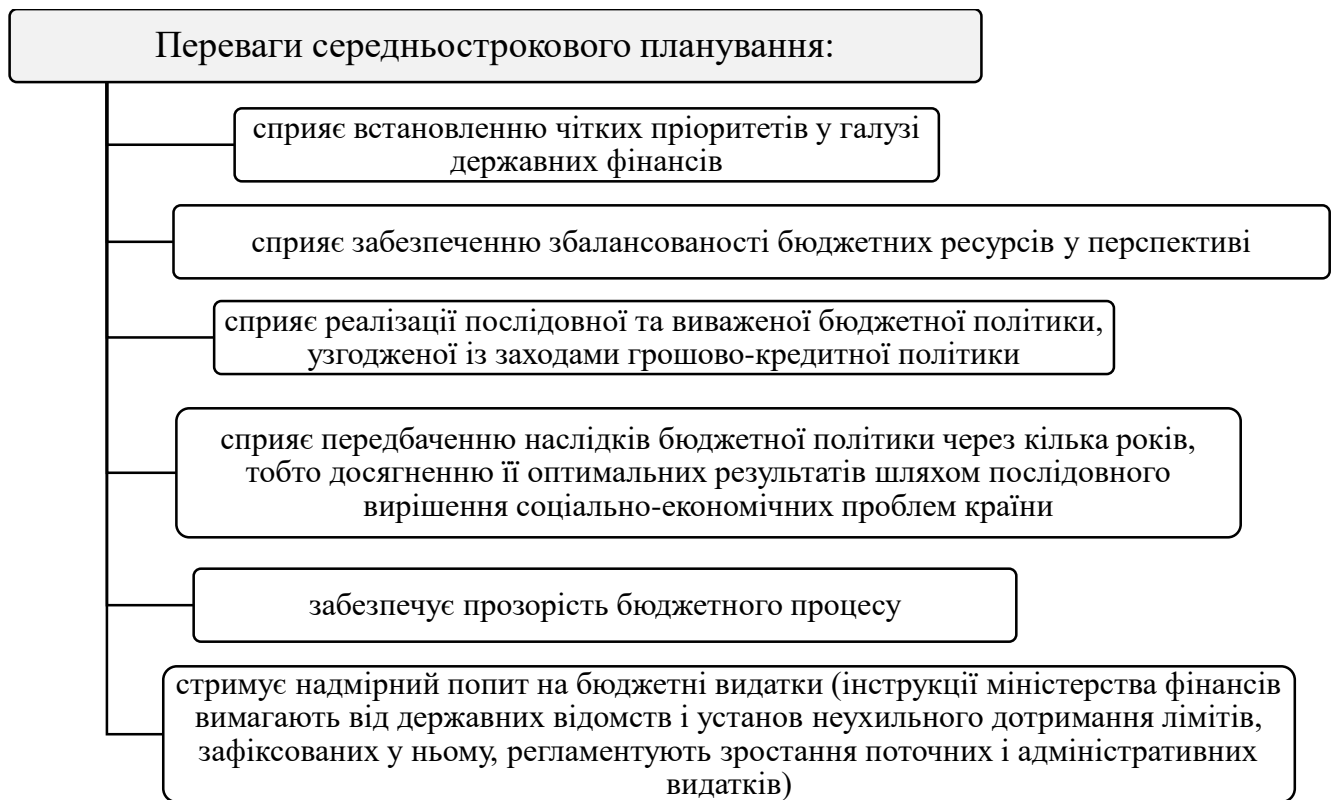 Переваги середньострокового планування:
сприяє встановленню чітких пріоритетів у галузі
державних фінансів
сприяє забезпеченню збалансованості бюджетних ресурсів у перспективі
сприяє реалізації послідовної та виваженої бюджетної політики,
узгодженої із заходами грошово-кредитної політики
сприяє передбаченню наслідків бюджетної політики через кілька років,
тобто досягненню її оптимальних результатів шляхом послідовного
вирішення соціально-економічних проблем країни
забезпечує прозорість бюджетного процесу
стримує надмірний попит на бюджетні видатки (інструкції міністерства фінансів
вимагають від державних відомств і установ неухильного дотримання лімітів,
зафіксованих у ньому, регламентують зростання поточних і адміністративних
видатків)